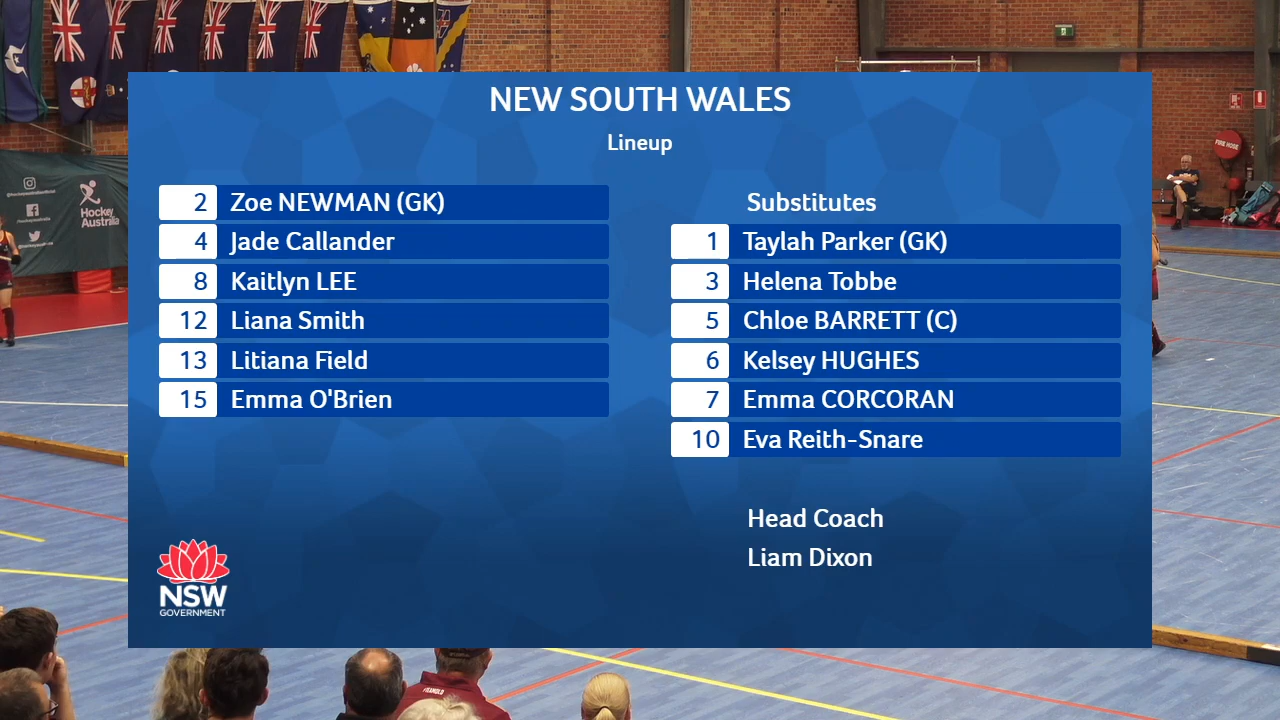 NEW SOUTH WALES
Lineup
2 Zoe NEWMAN (GK)
4 Jade Callander
8 Kaitlyn LEE
12 Liana Smith
13 Litiana Field
15 Emma O'Brien
Substitutes
1 Taylah Parker (GK)
3 Helena Tobbe
5 Chloe BARRETT (C)
6 Kelsey HUGHES
7 Emma CORCORAN
10 Eva Reith-Snare
Head Coach
Liam Dixon
NSW
GOVERNMENT
Hockey
Australia
FIRE HOSE